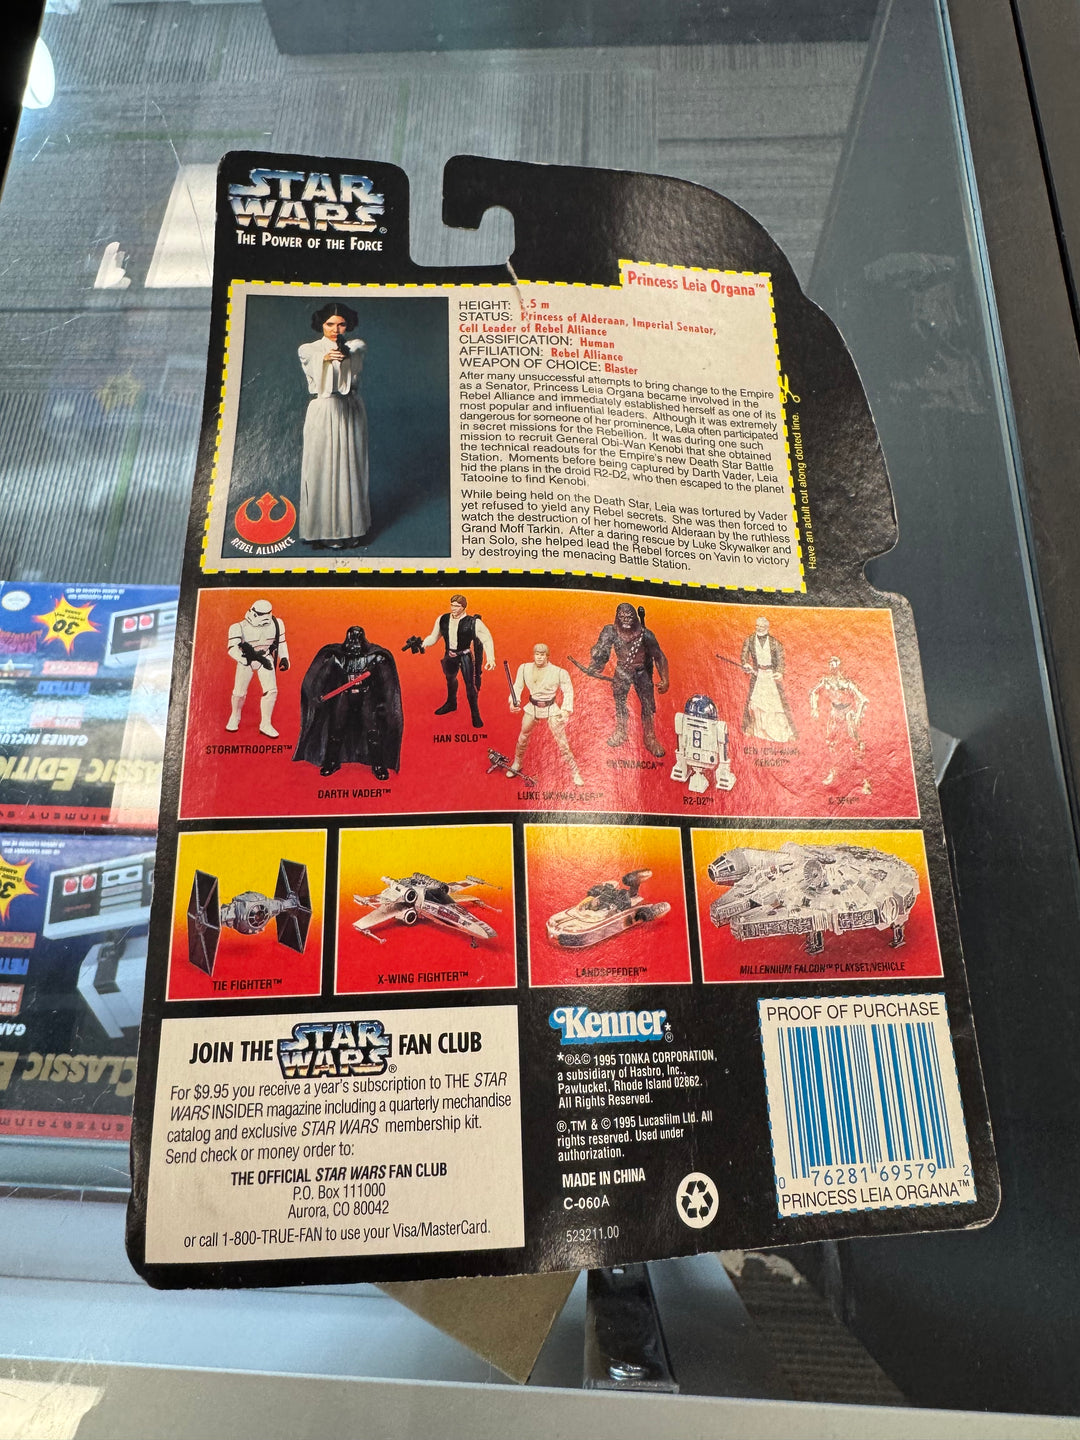 STAR
WARS®
THE POWER OF THE FORCE
Princess Leia Organa™
HEIGHT: .5 m
STATUS: Princess of Alderaan, Imperial Senator,
Cell Leader of Rebel Alliance
CLASSIFICATION: Human
AFFILIATION: Rebel Alliance
WEAPON OF CHOICE: Blaster
After many unsuccessful attempts to bring change to the Empire
as a Senator, Princess Leia Organa became involved in the
Rebel Alliance and immediately established herself as one of its
most popular and influential leaders. Although it was extremely
dangerous for someone of her prominence, Leia often participated
in secret missions for the Rebellion. It was during one such
mission to recruit General Obi-Wan Kenobi that she obtained
the technical readouts for the Empire's new Death Star Battle
Station. Moments before being captured by Darth Vader, Leia
hid the plans in the droid R2-D2, who then escaped to the planet
Tatooine to find Kenobi.
While being held on the Death Star, Leia was tortured by Vader
yet refused to yield any Rebel secrets. She was then forced to
watch the destruction of her homeworld Alderaan by the ruthless
Grand Moff Tarkin. After a daring rescue by Luke Skywalker and
Han Solo, she helped lead the Rebel forces on Yavin to victory
by destroying the menacing Battle Station.
REBEL ALLIANCE
Have an adult cut along dotted line.
STORMTROOPER™
DARTH VADER™
HAN SOLO™
LUKE SKYWALKER™
CHEWBACCA™
R2-D2™
BEN (OBI-WAN)
KENOBI™
C-3PO™
TIE FIGHTER™
X-WING FIGHTER™
LANDSPEEDER™
MILLENNIUM FALCON™ PLAYSET/VEHICLE
JOIN THE STAR WARS® FAN CLUB
For $9.95 you receive a year's subscription to THE STAR
WARS INSIDER magazine including a quarterly mechandise
catalog and exclusive STAR WARS membership kit.
Send check or money order to:
THE OFFICIAL STAR WARS FAN CLUB
P.O. Box 111000
Aurora, CO 80042
or call 1-800-TRUE-FAN to use your Visa/MasterCard.
Kenner*®
*®&© 1995 TONKA CORPORATION,
a subsidiary of Hasbro, Inc.,
Pawtucket, Rhode Island 02862.
All Rights Reserved.
®,TM & © 1995 Lucasfilm Ltd. All
rights reserved. Used under
authorization.
MADE IN CHINA
C-060A
523211.00
PROOF OF PURCHASE
0 76281 69579 2
PRINCESS LEIA ORGANA™
30
GAMES INCLU
ASSIC EDITI
CLASSIC E